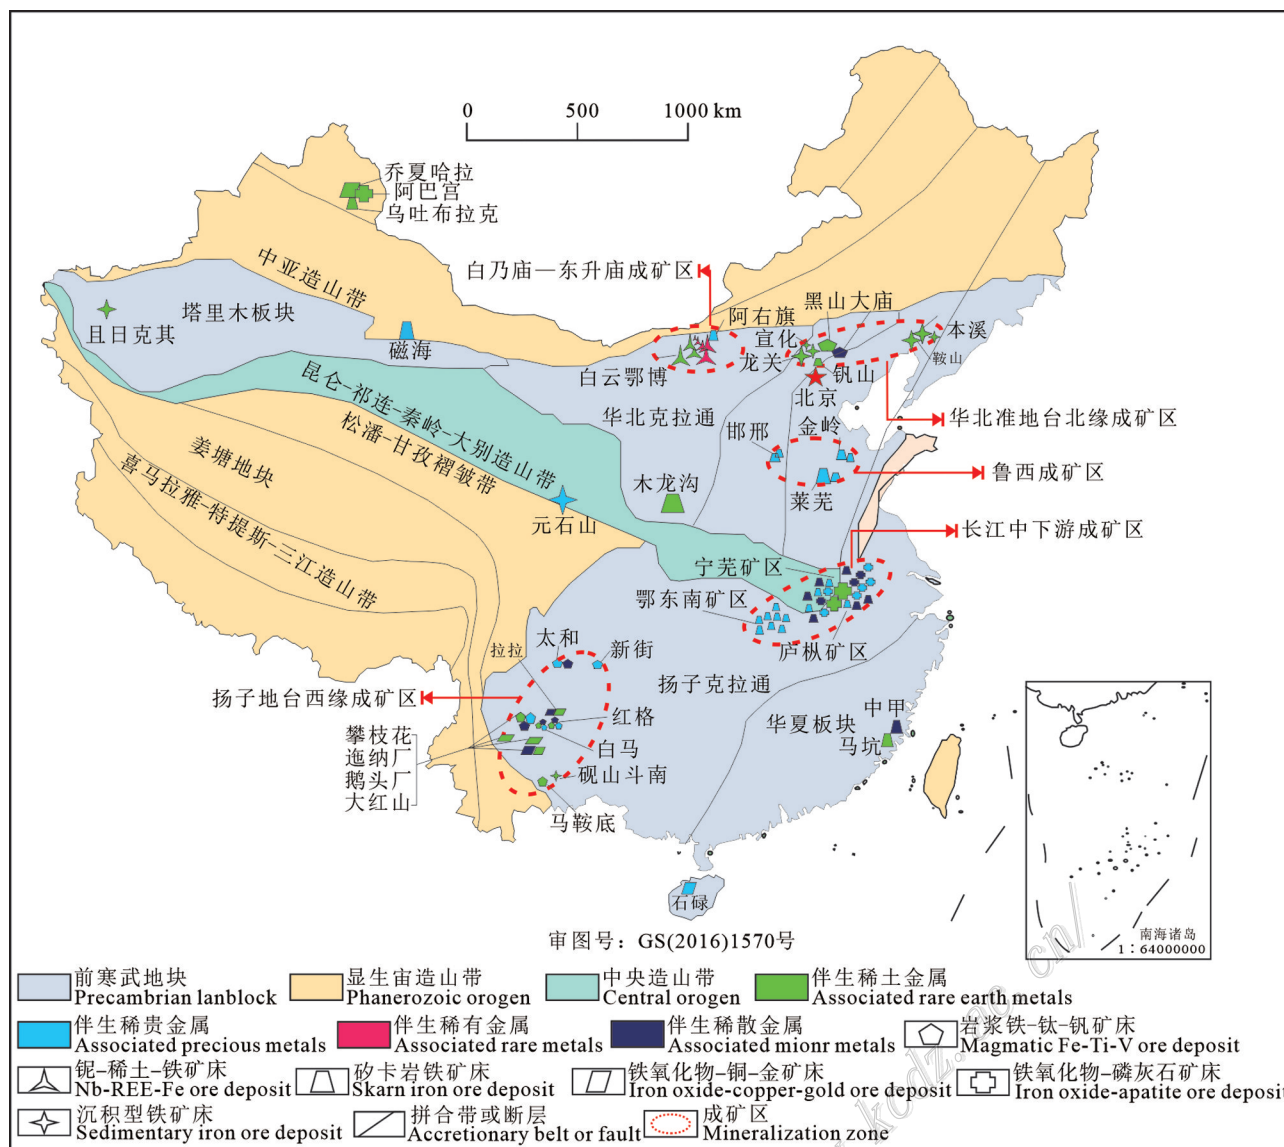 0 500 1000 km
乔夏哈拉
阿巴宫
乌吐布拉克
中亚造山带
白乃庙—东升庙成矿区
塔里木板块
且日克其
磁海
阿右旗
宣化
黑山大庙
本溪
鞍山
白云鄂博
龙关
钒山
北京
昆仑-祁连-秦岭-大别造山带
松潘-甘孜褶皱带
华北克拉通
邯邢
金岭
华北准地台北缘成矿区
姜塘地块
喜马拉雅-特提斯-三江造山带
木龙沟
莱芜
鲁西成矿区
元石山
长江中下游成矿区
宁芜矿区
鄂东南矿区
庐枞矿区
太和
新街
拉拉
扬子克拉通
扬子地台西缘成矿区
红格
华夏板块
中甲
马坑
攀枝花
迤纳厂
鹅头厂
大红山
白马
砚山斗南
马鞍底
石碌
南海诸岛
1：64000000
审图号：GS(2016)1570号
前寒武地块
Precambrian lanblock
显生宙造山带
Phanerozoic orogen
中央造山带
Central orogen
伴生稀土金属
Associated rare earth metals
伴生稀贵金属
Associated precious metals
伴生稀有金属
Associated rare metals
伴生稀散金属
Associated mionr metals
岩浆铁-钛-钒矿床
Magmatic Fe-Ti-V ore deposit
铌-稀土-铁矿床
Nb-REE-Fe ore deposit
矽卡岩铁矿床
Skarn iron ore deposit
铁氧化物-铜-金矿床
Iron oxide-copper-gold ore deposit
铁氧化物-磷灰石矿床
Iron oxide-apatite ore deposit
沉积型铁矿床
Sedimentary iron ore deposit
拼合带或断层
Accretionary belt or fault
成矿区
Mineralization zone